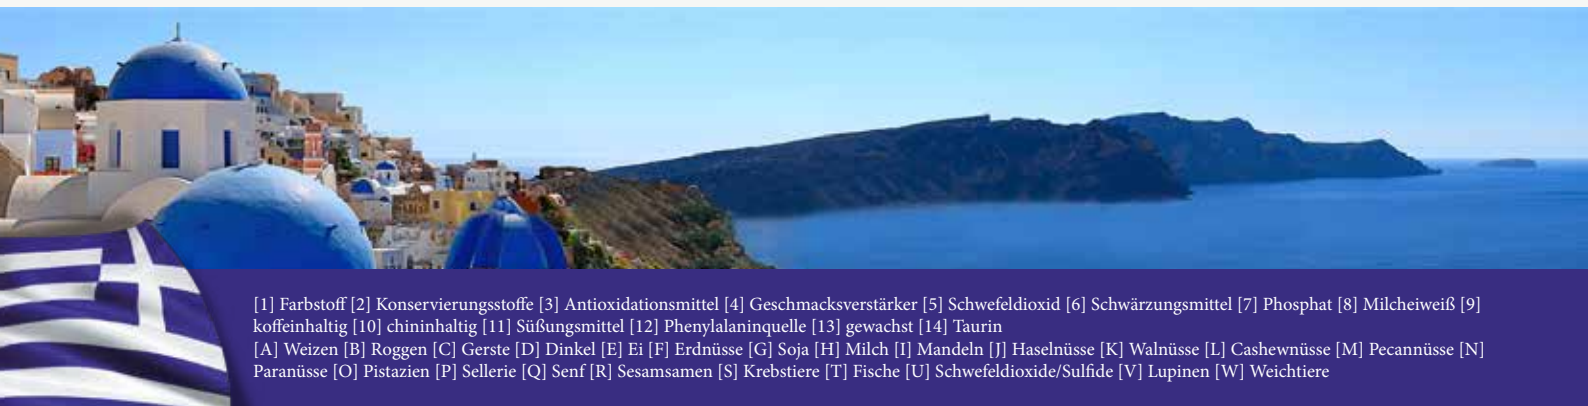 [1] Farbstoff [2] Konservierungsstoffe [3] Antioxidationsmittel [4] Geschmacksverstärker [5] Schwefeldioxid [6] Schwärzungsmittel [7] Phosphat [8] Milcheiweiß [9]
koffeinhaltig [10] chininhaltig [11] Süßungsmittel [12] Phenylalaninquelle [13] gewachst [14] Taurin
[A] Weizen [B] Roggen [C] Gerste [D] Dinkel [E] Ei [F] Erdnüsse [G] Soja [H] Milch [I] Mandeln [J] Haselnüsse [K] Walnüsse [L] Cashewnüsse [M] Pecannüsse [N]
Paranüsse [O] Pistazien [P] Sellerie [Q] Senf [R] Sesamsamen [S] Krebstiere [T] Fische [U] Schwefeldioxide/Sulfide [V] Lupinen [W] Weichtiere